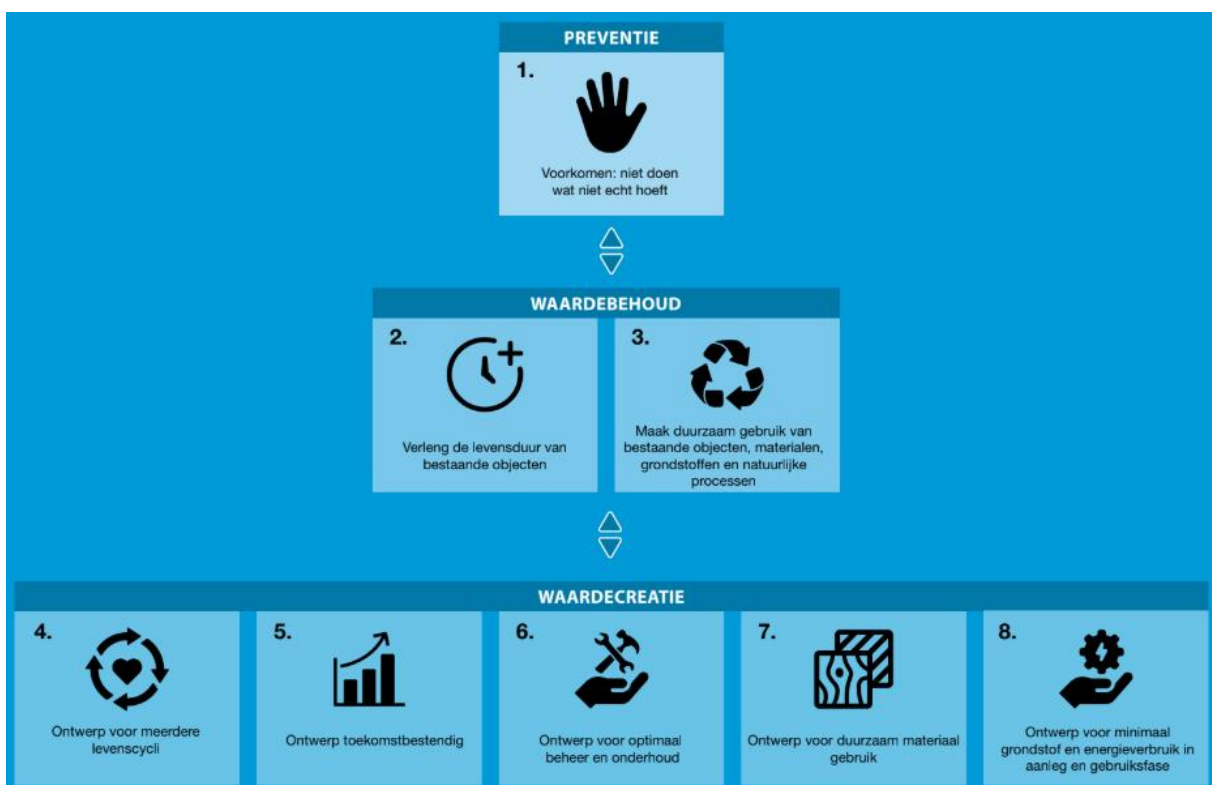 PREVENTIE
1.
Voorkomen: niet doen
wat niet echt hoeft
WAARDEBEHOUD
2.
Verleng de levensduur van
bestaande objecten
3.
Maak duurzaam gebruik van
bestaande objecten, materialen,
grondstoffen en natuurlijke
processen
WAARDECREATIE
4.
Ontwerp voor meerdere
levenscycli
5.
Ontwerp toekomstbestendig
6.
Ontwerp voor optimaal
beheer en onderhoud
7.
Ontwerp voor duurzaam materiaal
gebruik
8.
Ontwerp voor minimaal
grondstof en energieverbruik in
aanleg en gebruiksfase